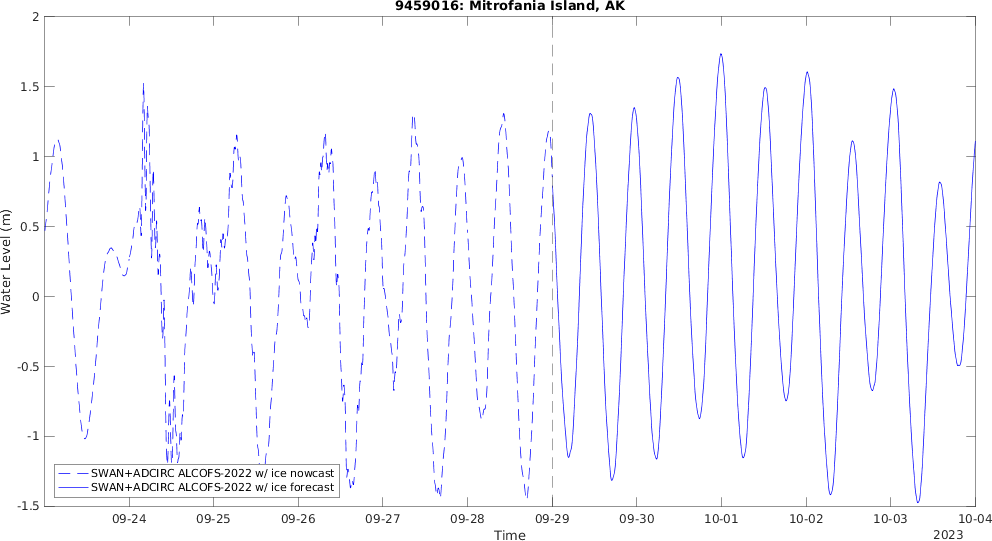 9459016: Mitrofania Island, AK
2
1.5
1
0.5
0
-0.5
-1
-1.5
Water Level (m)
SWAN+ADCIRC ALCOFS-2022 w/ ice nowcast
SWAN+ADCIRC ALCOFS-2022 w/ ice forecast
09-24 09-25 09-26 09-27 09-28 09-29 09-30 10-01 10-02 10-03 10-04
Time
2023